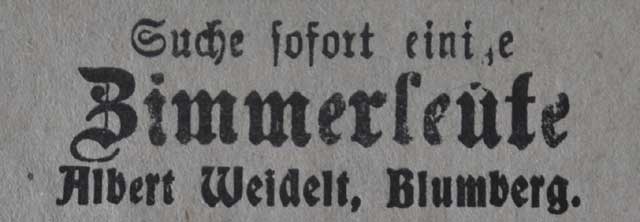 Suche sofort einige
Zimmerleute
Albert Weidelt, Blumberg.